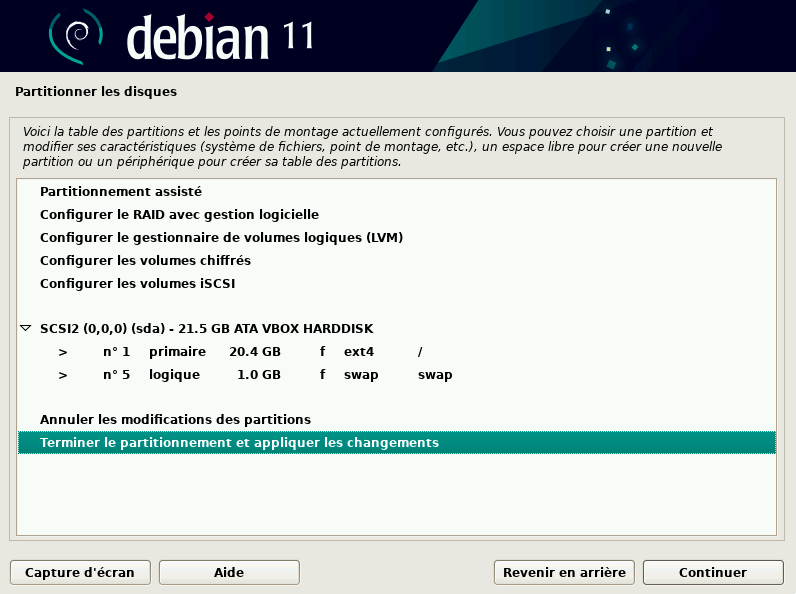 debian 11
Partitionner les disques
Voici la table des partitions et les points de montage actuellement configurés. Vous pouvez choisir une partition et
modifier ses caractéristiques (système de fichiers, point de montage, etc.), un espace libre pour créer une nouvelle
partition ou un périphérique pour créer sa table des partitions.
Partitionnement assisté
Configurer le RAID avec gestion logicielle
Configurer le gestionnaire de volumes logiques (LVM)
Configurer les volumes chiffrés
Configurer les volumes iSCSI
SCSI2 (0,0,0) (sda) - 21.5 GB ATA VBOX HARDDISK
> n° 1 primaire 20.4 GB f ext4 /
> n° 5 logique 1.0 GB f swap swap
Annuler les modifications des partitions
Terminer le partitionnement et appliquer les changements
Capture d'écran Aide Revenir en arrière Continuer